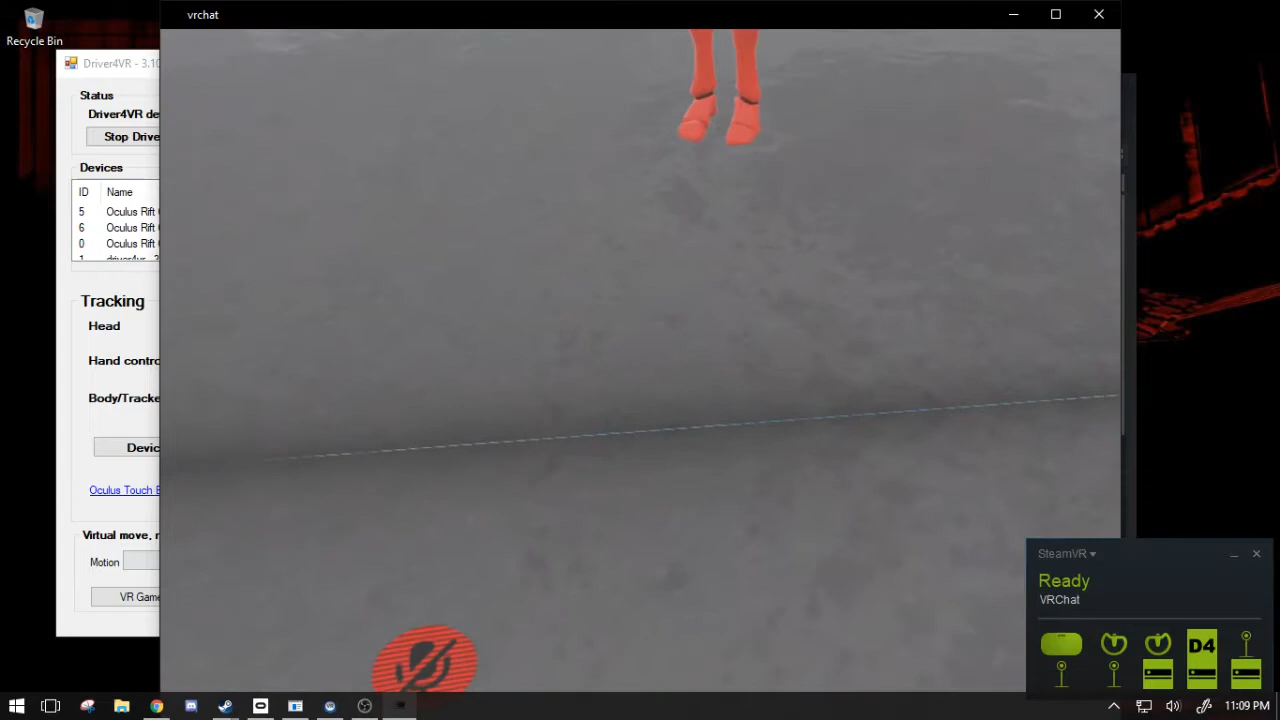 vrchat
Recycle Bin
Driver4VR - 3.10
Status
Driver4VR de
Stop Drive
Devices
ID Name
5 Oculus Rift
6 Oculus Rift
0 Oculus Rift
1 driver4vr
Tracking
Head
Hand contro
Body/Tracke
Devic
Oculus Touch
Virtual move,
Motion
VR Game
SteamVR
Ready
VRChat
D4
11:09 PM